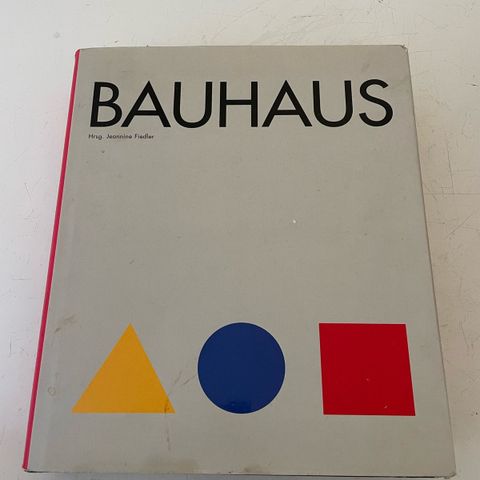 BAUHAUS
Hrsg. Jeannine Fiedler